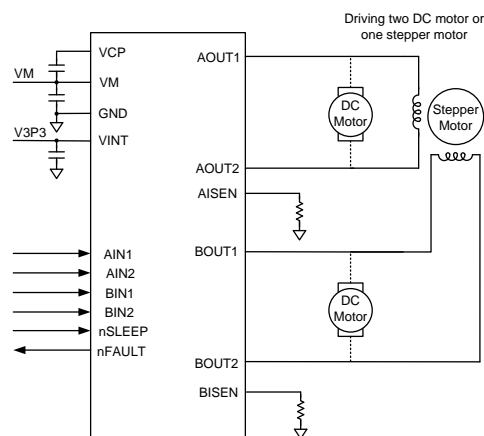 Driving two DC motor or
one stepper motor
VCP
VM
VM
GND
V3P3
VINT
AIN1
AIN2
BIN1
BIN2
nSLEEP
nFAULT
AOUT1
AOUT2
AISEN
BOUT1
BOUT2
BISEN
DC
Motor
Stepper
Motor
DC
Motor